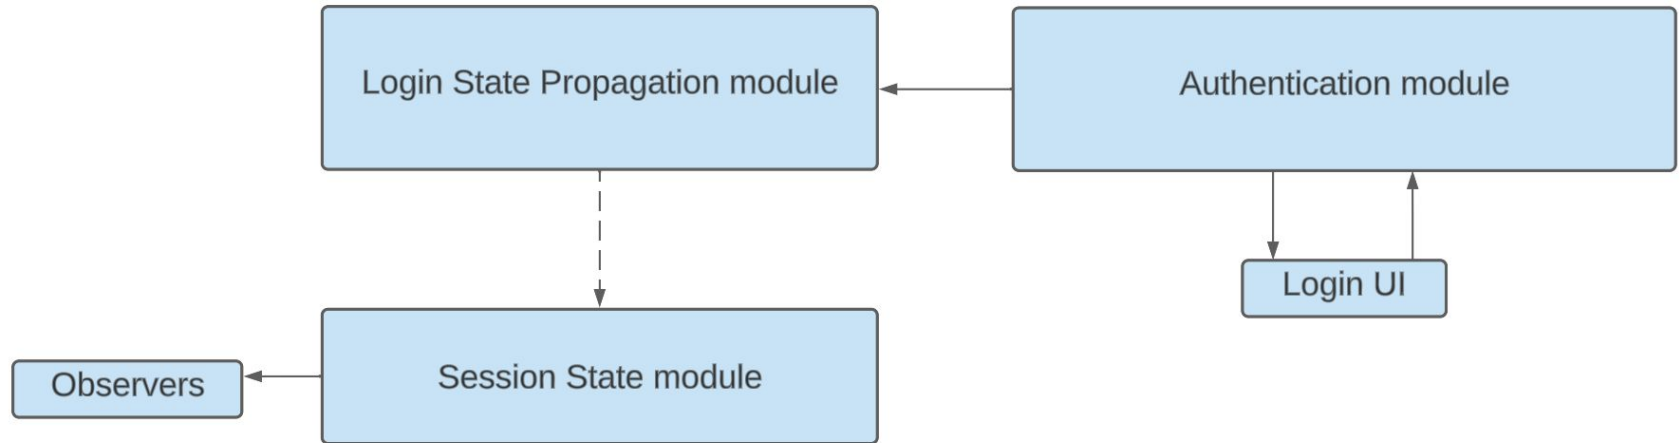 Login State Propagation module
Authentication module
Login UI
Observers
Session State module